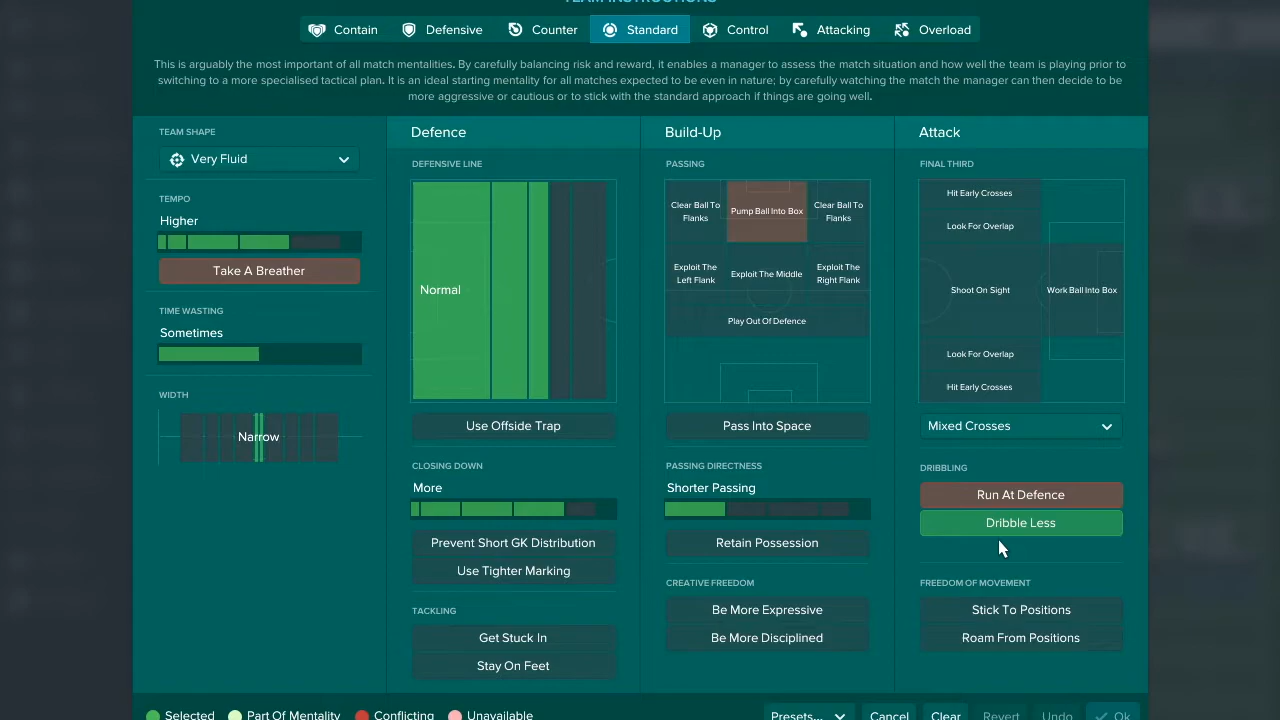 TEAM INSTRUCTIONS
Contain
Defensive
Counter
Standard
Control
Attacking
Overload
This is arguably the most important of all match mentalities. By carefully balancing risk and reward, it enables a manager to assess the match situation and how well the team is playing prior to
switching to a more specialised tactical plan. It is an ideal starting mentality for all matches expected to be even in nature; by carefully watching the match the manager can then decide to be
more aggressive or cautious or to stick with the standard approach if things are going well.
TEAM SHAPE
Very Fluid
TEMPO
Higher
Take A Breather
TIME WASTING
Sometimes
WIDTH
Narrow
Defence
DEFENSIVE LINE
Normal
Use Offside Trap
CLOSING DOWN
More
Prevent Short GK Distribution
Use Tighter Marking
TACKLING
Get Stuck In
Stay On Feet
Build-Up
PASSING
Clear Ball To
Flanks
Pump Ball Into Box
Clear Ball To
Flanks
Exploit The
Left Flank
Exploit The Middle
Exploit The
Right Flank
Play Out Of Defence
Pass Into Space
PASSING DIRECTNESS
Shorter Passing
Retain Possession
CREATIVE FREEDOM
Be More Expressive
Be More Disciplined
Attack
FINAL THIRD
Hit Early Crosses
Look For Overlap
Shoot On Sight
Work Ball Into Box
Look For Overlap
Hit Early Crosses
Mixed Crosses
DRIBBLING
Run At Defence
Dribble Less
FREEDOM OF MOVEMENT
Stick To Positions
Roam From Positions
Selected
Part Of Mentality
Conflicting
Unavailable
Presets...
Cancel
Clear
Revert
Undo
Ok